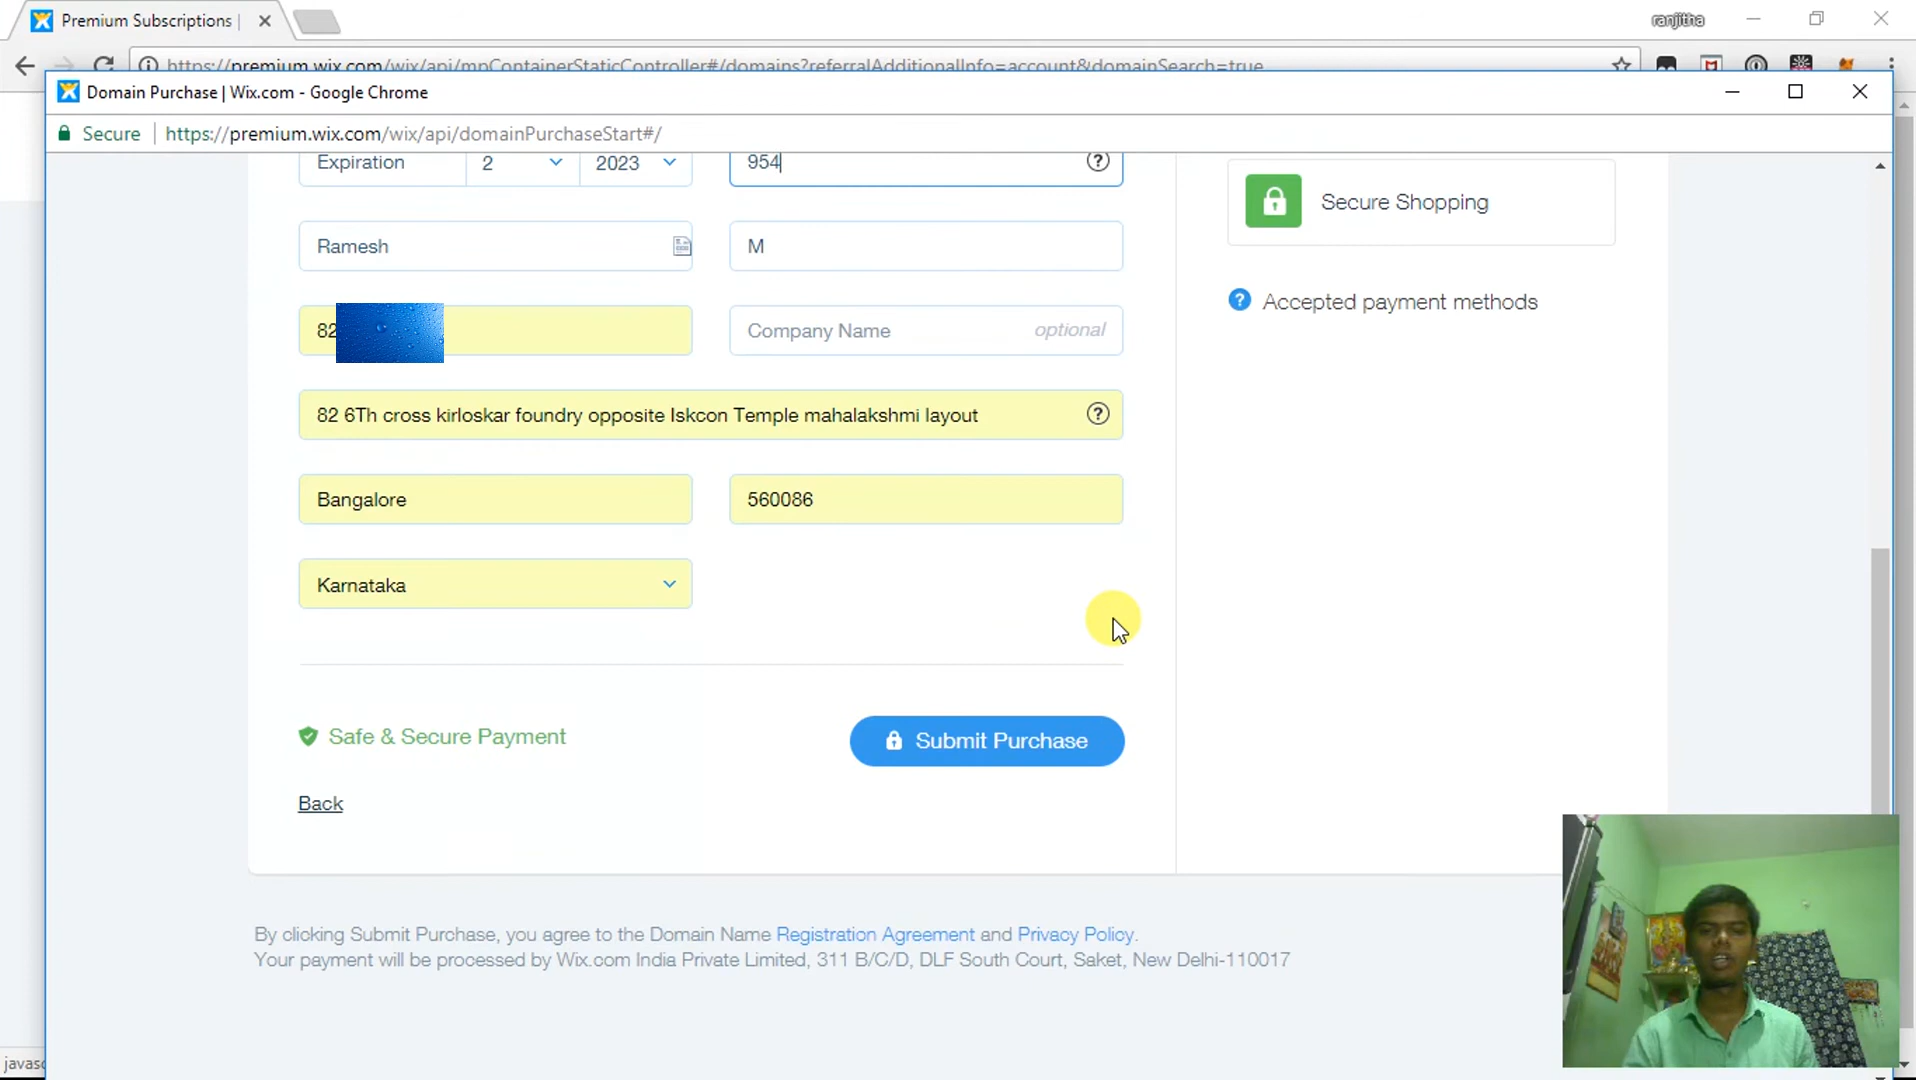 Premium Subscriptions |
ranjitha
https://premium.wix.com/wix/api/mpContainerStaticController#/domains?referralAdditionalInfo=account&domainSearch=true
Domain Purchase | Wix.com - Google Chrome
Secure https://premium.wix.com/wix/api/domainPurchaseStart#/
Expiration 2 2023 954
Secure Shopping
Ramesh M
Accepted payment methods
82 Company Name optional
82 6Th cross kirloskar foundry opposite Iskcon Temple mahalakshmi layout
Bangalore 560086
Karnataka
Safe & Secure Payment Submit Purchase
Back
By clicking Submit Purchase, you agree to the Domain Name Registration Agreement and Privacy Policy.
Your payment will be processed by Wix.com India Private Limited, 311 B/C/D, DLF South Court, Saket, New Delhi-110017